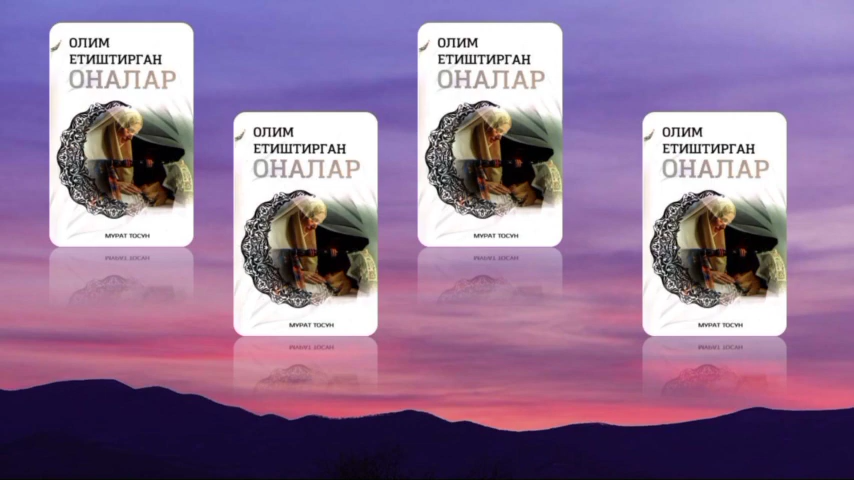 ОЛИМ
ЕТИШТИРГАН
ОНАЛАР
МУРАТ ТОСУН
ОЛИМ
ЕТИШТИРГАН
ОНАЛАР
МУРАТ ТОСУН
ОЛИМ
ЕТИШТИРГАН
ОНАЛАР
МУРАТ ТОСУН
ОЛИМ
ЕТИШТИРГАН
ОНАЛАР
МУРАТ ТОСУН